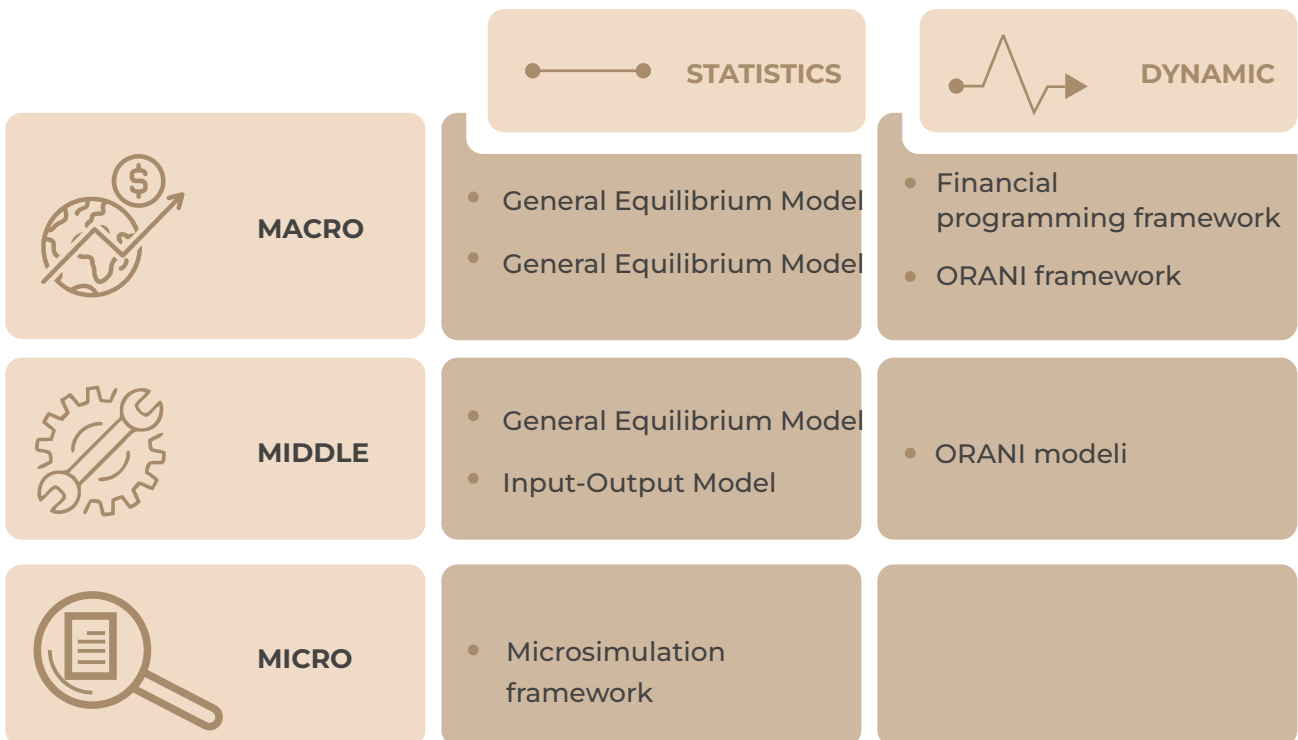 STATISTICS
DYNAMIC
MACRO
General Equilibrium Model
General Equilibrium Model
Financial
programming framework
ORANI framework
MIDDLE
General Equilibrium Model
Input-Output Model
ORANI modeli
MICRO
Microsimulation
framework